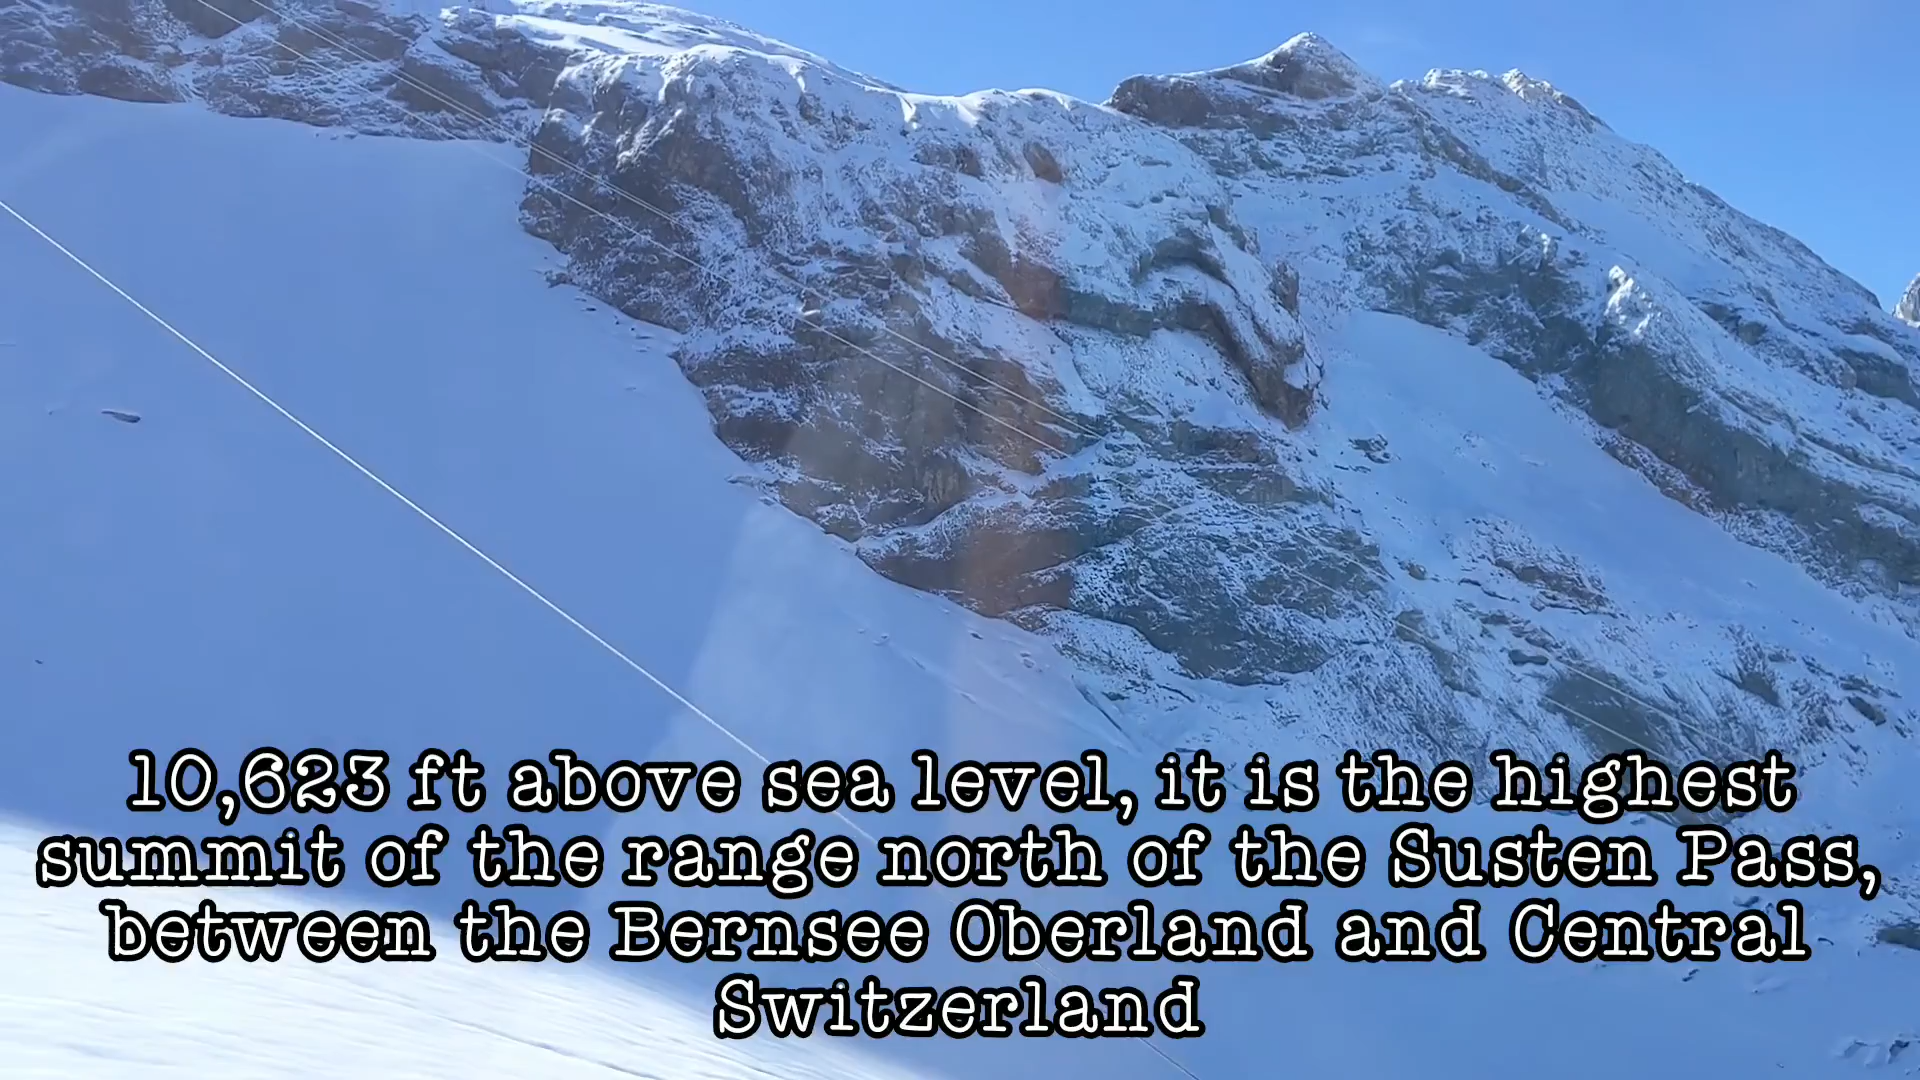 10,623 ft above sea level, it is the highest
summit of the range north of the Susten Pass,
between the Bernsee Oberland and Central
Switzerland